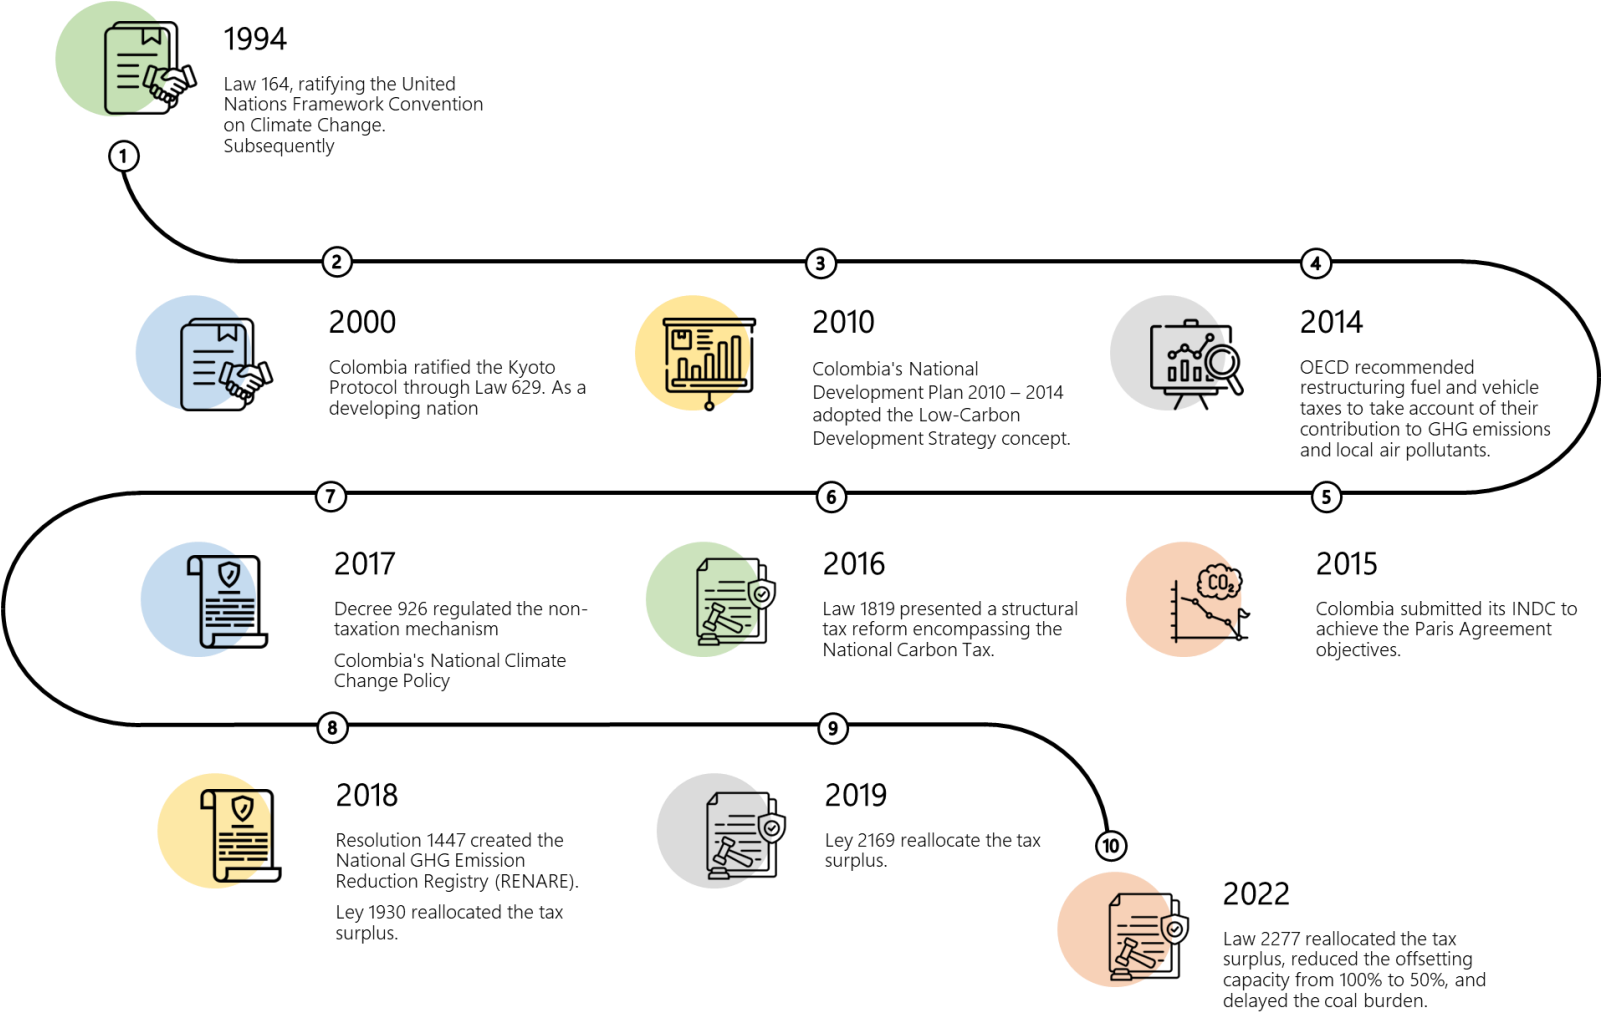 1994
Law 164, ratifying the United
Nations Framework Convention
on Climate Change.
Subsequently
1
2
3
4
2000
Colombia ratified the Kyoto
Protocol through Law 629. As a
developing nation
2010
Colombia's National
Development Plan 2010 – 2014
adopted the Low-Carbon
Development Strategy concept.
2014
OECD recommended
restructuring fuel and vehicle
taxes to take account of their
contribution to GHG emissions
and local air pollutants.
7
6
5
2017
Decree 926 regulated the non-
taxation mechanism
Colombia's National Climate
Change Policy
2016
Law 1819 presented a structural
tax reform encompassing the
National Carbon Tax.
CO₂
2015
Colombia submitted its INDC to
achieve the Paris Agreement
objectives.
8
9
2018
Resolution 1447 created the
National GHG Emission
Reduction Registry (RENARE).
Ley 1930 reallocated the tax
surplus.
2019
Ley 2169 reallocate the tax
surplus.
10
2022
Law 2277 reallocated the tax
surplus, reduced the offsetting
capacity from 100% to 50%, and
delayed the coal burden.